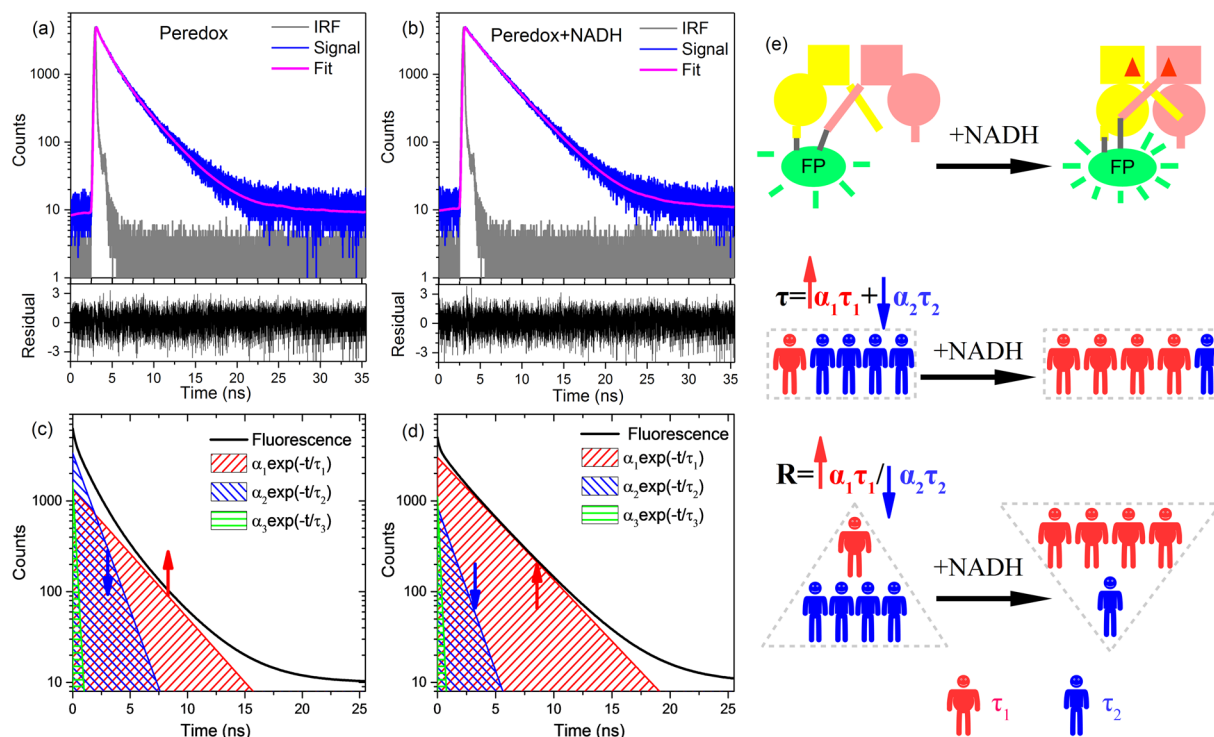 (a)
Peredox
IRF
Signal
Fit
Counts
1000
100
10
1
Residual
3
0
-3
0 5 10 15 20 25 30 35
Time (ns)
(b)
Peredox+NADH
IRF
Signal
Fit
Counts
1000
100
10
1
Residual
3
0
-3
0 5 10 15 20 25 30 35
Time (ns)
(c)
Fluorescence
α₁exp(-t/τ₁)
α₂exp(-t/τ₂)
α₃exp(-t/τ₃)
Counts
1000
100
10
0 5 10 15 20 25
Time (ns)
(d)
Fluorescence
α₁exp(-t/τ₁)
α₂exp(-t/τ₂)
α₃exp(-t/τ₃)
Counts
1000
100
10
0 5 10 15 20 25
Time (ns)
(e)
FP
+NADH
FP
τ=α₁τ₁+α₂τ₂
+NADH
R=α₁τ₁/α₂τ₂
+NADH
τ₁
τ₂